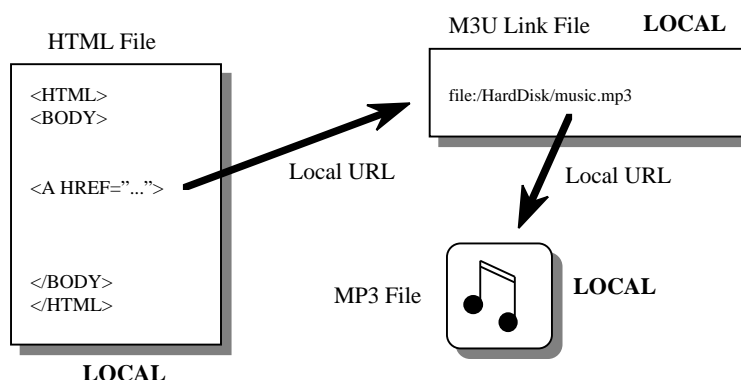 HTML File
<HTML>
<BODY>
<A HREF=”...”>
</BODY>
</HTML>
LOCAL
Local URL
M3U Link File LOCAL
file:/HardDisk/music.mp3
Local URL
MP3 File
LOCAL